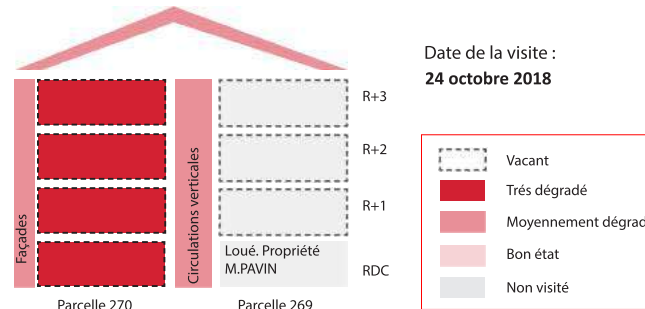 Date de la visite :
24 octobre 2018
R+3
R+2
R+1
RDC
Façades
Circulations verticales
Loué. Propriété
M.PAVIN
Parcelle 270
Parcelle 269
Vacant
Trés dégradé
Moyennement dégrad
Bon état
Non visité